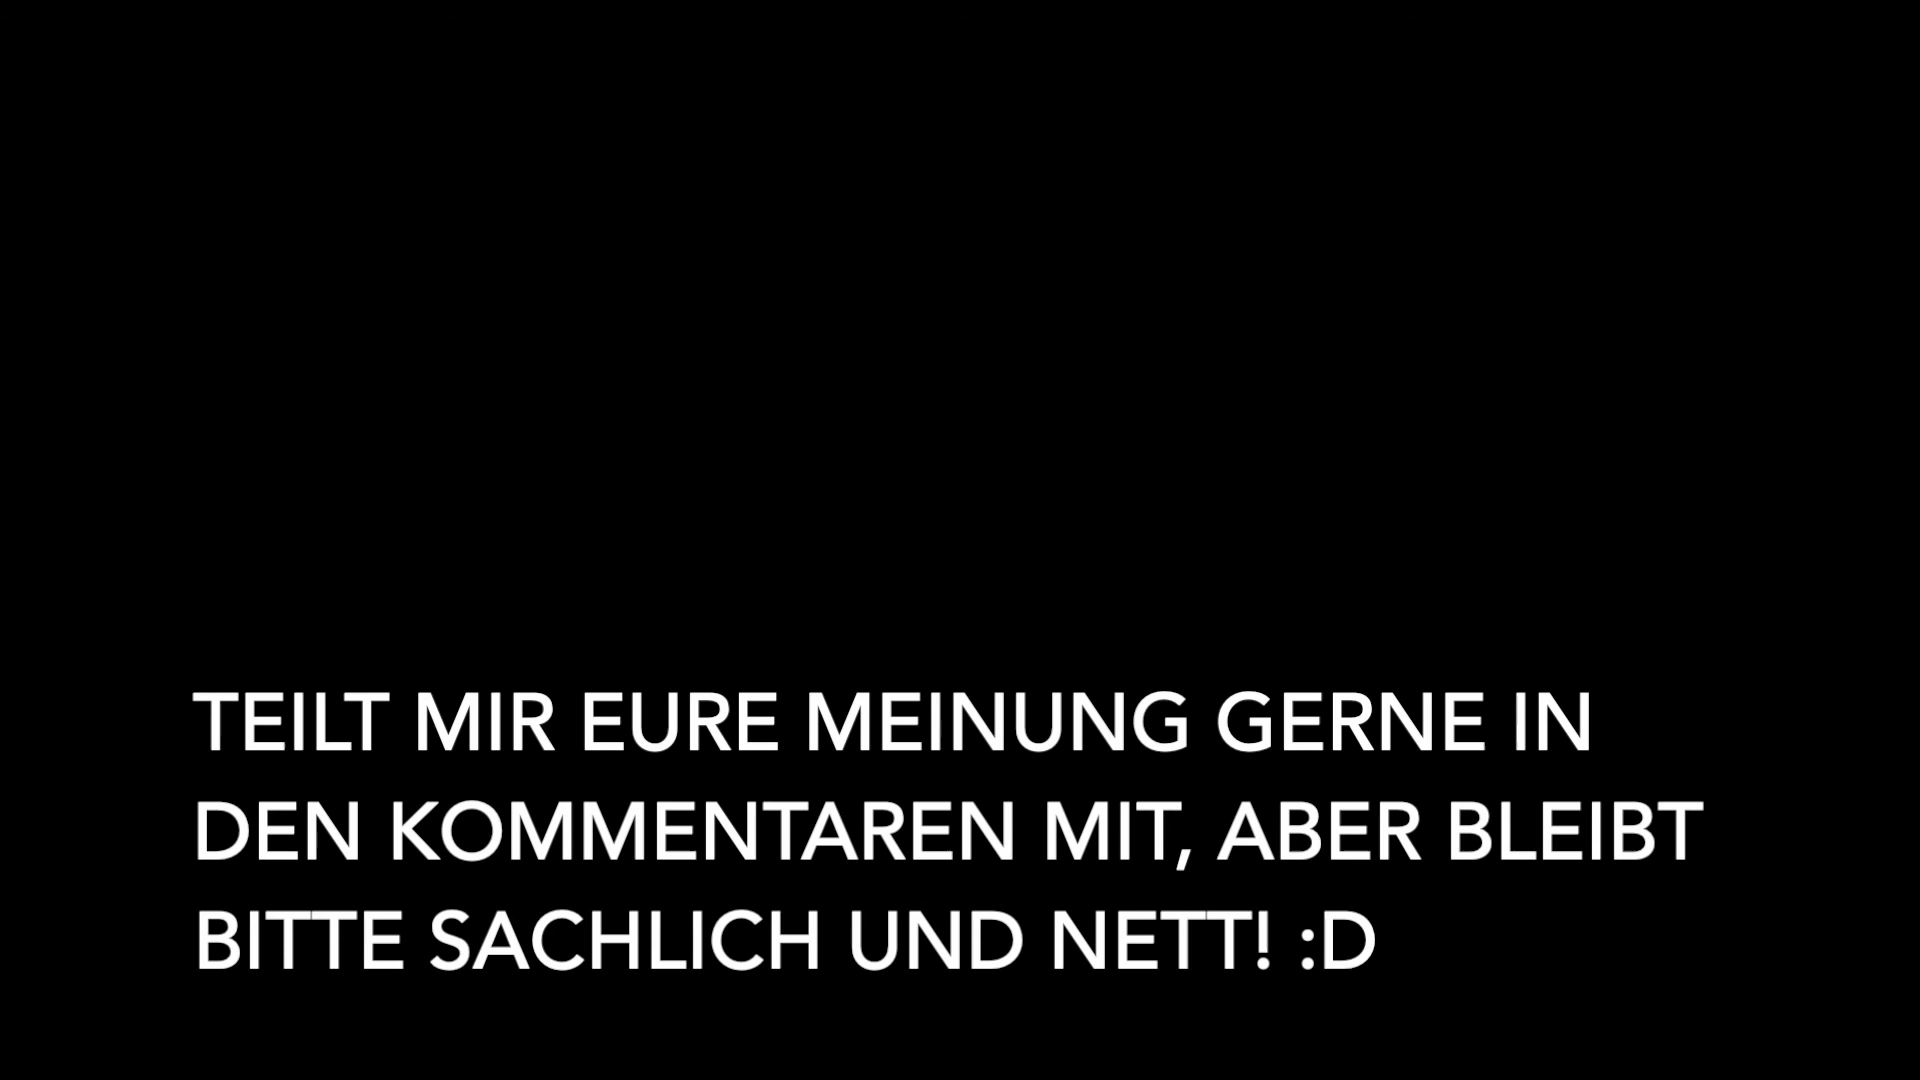 TEILT MIR EURE MEINUNG GERNE IN
DEN KOMMENTAREN MIT, ABER BLEIBT
BITTE SACHLICH UND NETT! :D